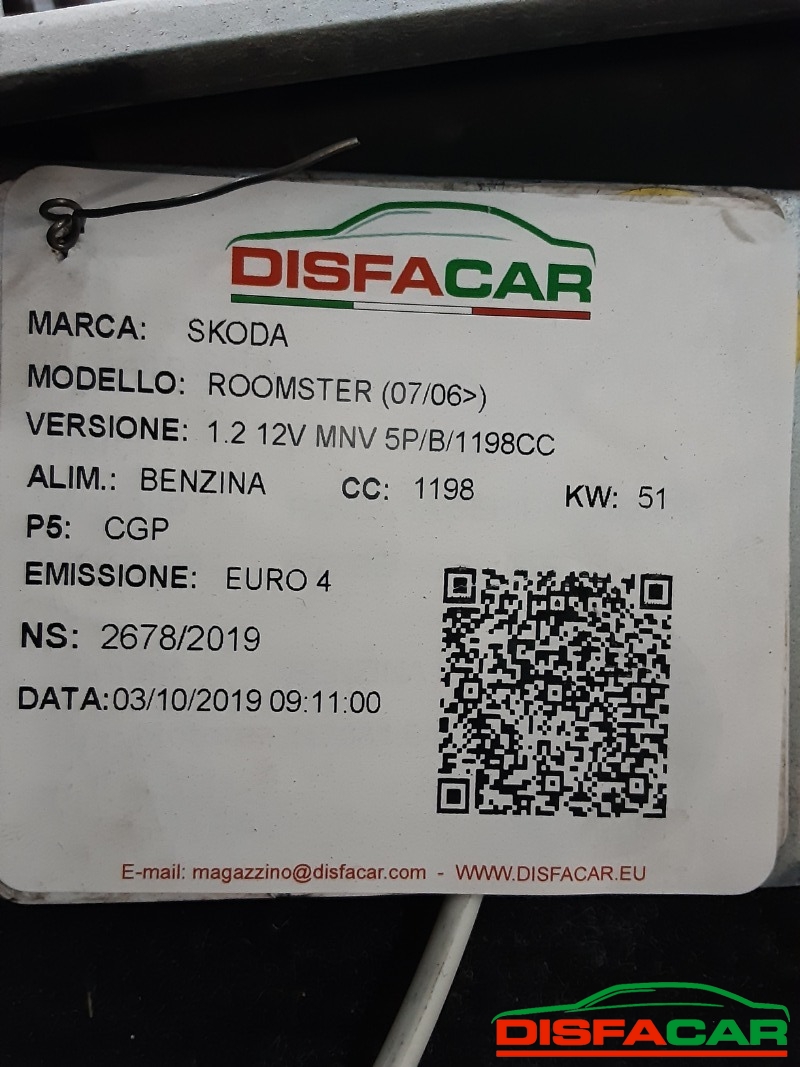 DISFACAR
MARCA: SKODA
MODELLO: ROOMSTER (07/06>)
VERSIONE: 1.2 12V MNV 5P/B/1198CC
ALIM.: BENZINA CC: 1198 KW: 51
P5: CGP
EMISSIONE: EURO 4
NS: 2678/2019
DATA:03/10/2019 09:11:00
E-mail: magazzino@disfacar.com - WWW.DISFACAR.EU
DISFACAR